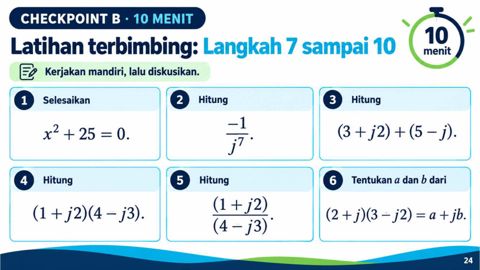 CHECKPOINT B · 10 MENIT
Latihan terbimbing: Langkah 7 sampai 10
10
menit
Kerjakan mandiri, lalu diskusikan.
1 Selesaikan
x² + 25 = 0.
2 Hitung
−1
j⁷.
3 Hitung
(3 + j2) + (5 − j).
4 Hitung
(1 + j2)(4 − j3).
5 Hitung
(1 + j2)
(4 − j3).
6 Tentukan a dan b dari
(2 + j)(3 − j2) = a + jb.
24